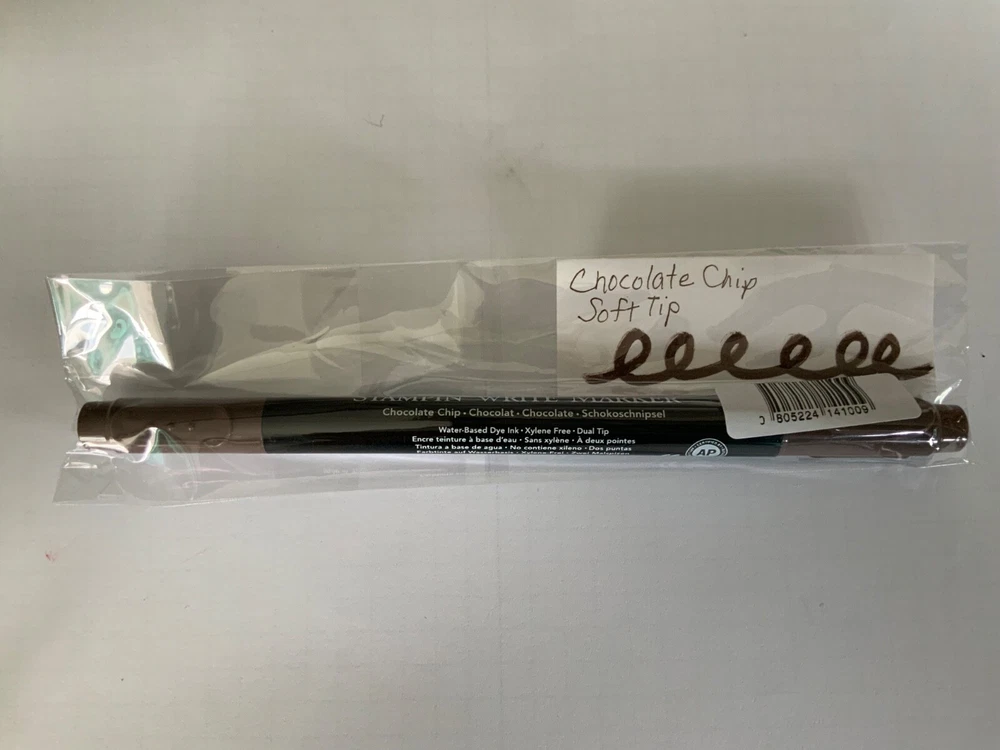 Chocolate Chip
Soft Tip
STAMPIN' WRITE MARKER
Chocolate Chip • Chocolat • Chocolate • Schokoschnipsel
Water-Based Dye Ink • Xylene Free • Dual Tip
Encre teinture à base d'eau • Sans xylène • À deux pointes
Tintura a base de agua • No contiene xileno • Dos puntas
AP
0 805224 141009